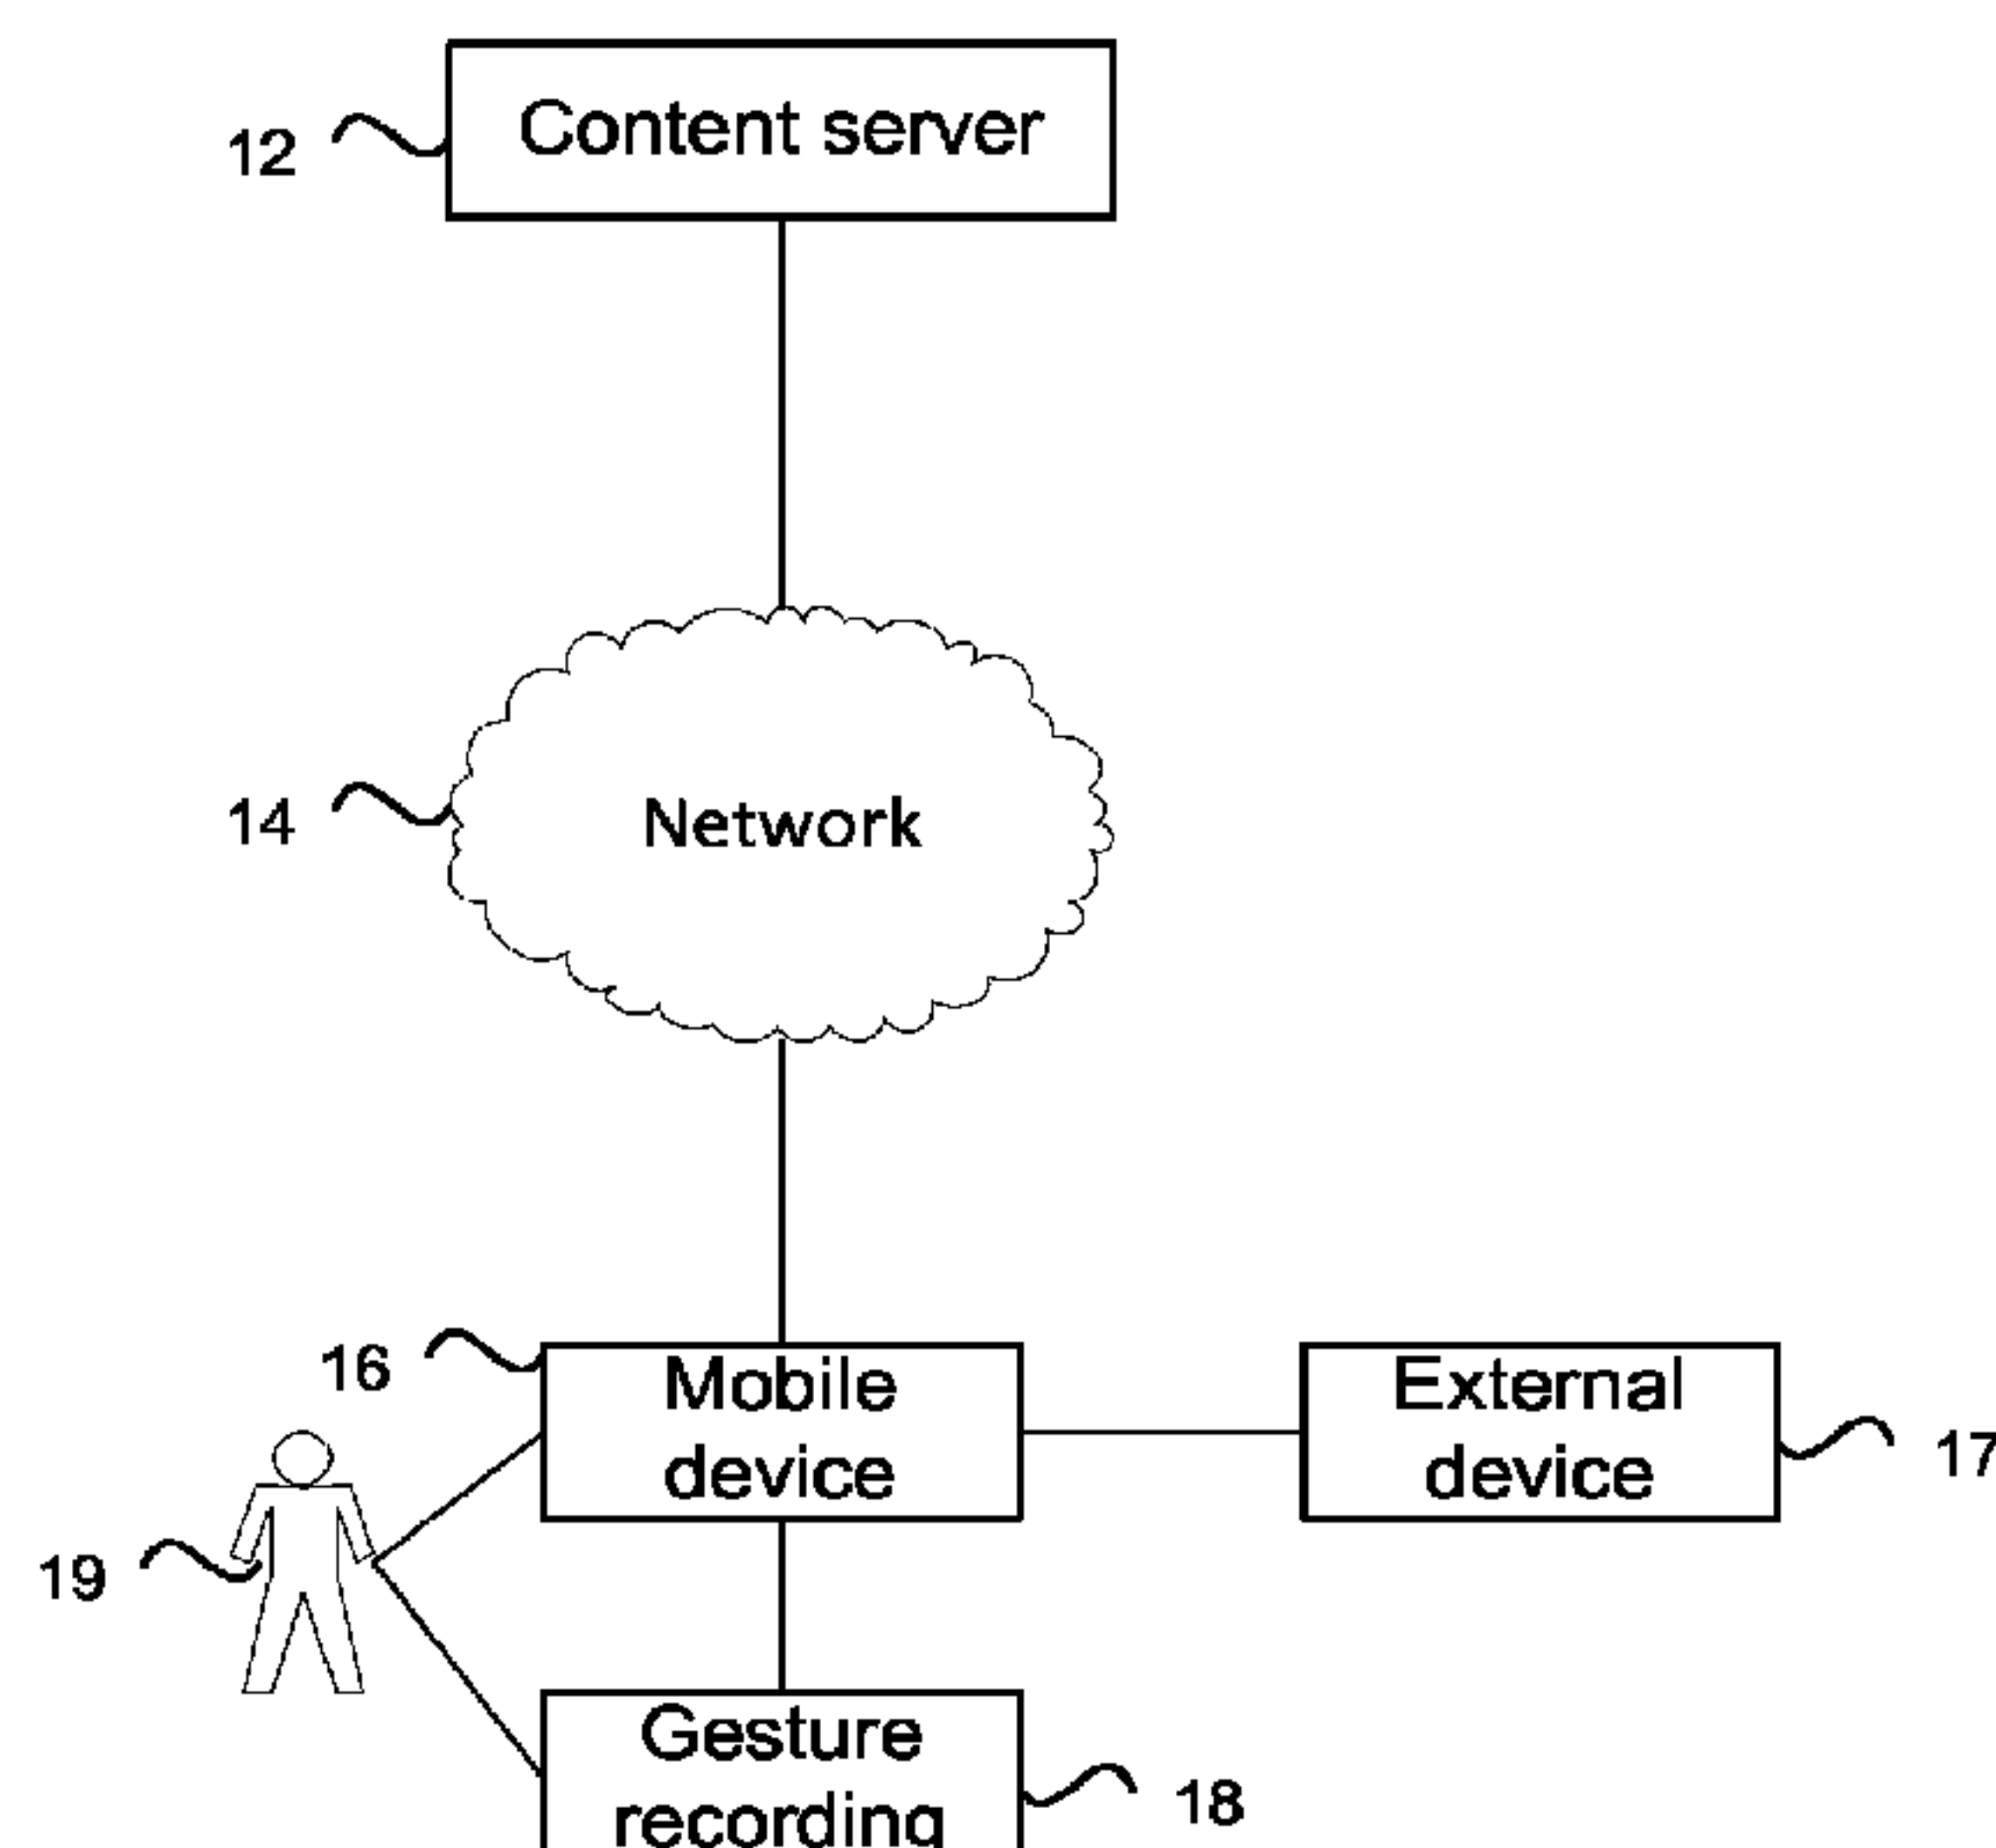 12
Content server
14
Network
16
Mobile
device
External
device
17
19
Gesture
recording
18